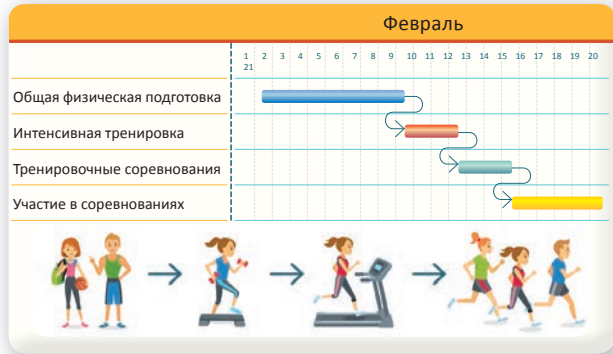 Февраль
1 2 3 4 5 6 7 8 9 10 11 12 13 14 15 16 17 18 19 20
21
Общая физическая подготовка
Интенсивная тренировка
Тренировочные соревнования
Участие в соревнованиях